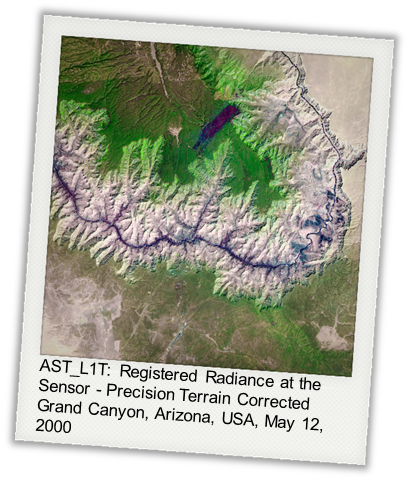 AST_L1T: Registered Radiance at the
Sensor - Precision Terrain Corrected
Grand Canyon, Arizona, USA, May 12,
2000